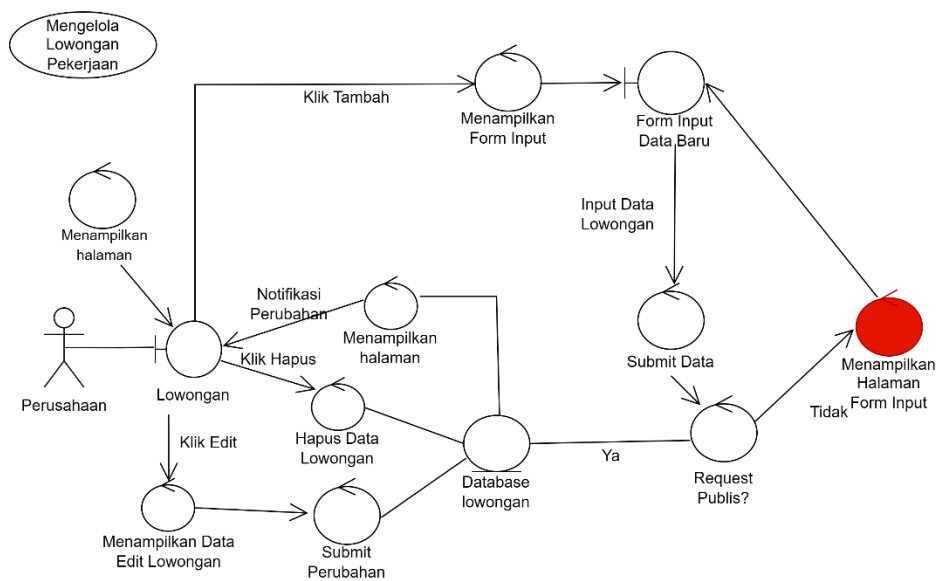 Mengelola
Lowongan
Pekerjaan
Klik Tambah
Menampilkan
Form Input
Form Input
Data Baru
Menampilkan
halaman
Input Data
Lowongan
Notifikasi
Perubahan
Menampilkan
halaman
Klik Hapus
Submit Data
Menampilkan
Halaman
Form Input
Perusahaan
Lowongan
Tidak
Klik Edit
Hapus Data
Lowongan
Ya
Database
lowongan
Request
Publis?
Menampilkan Data
Edit Lowongan
Submit
Perubahan